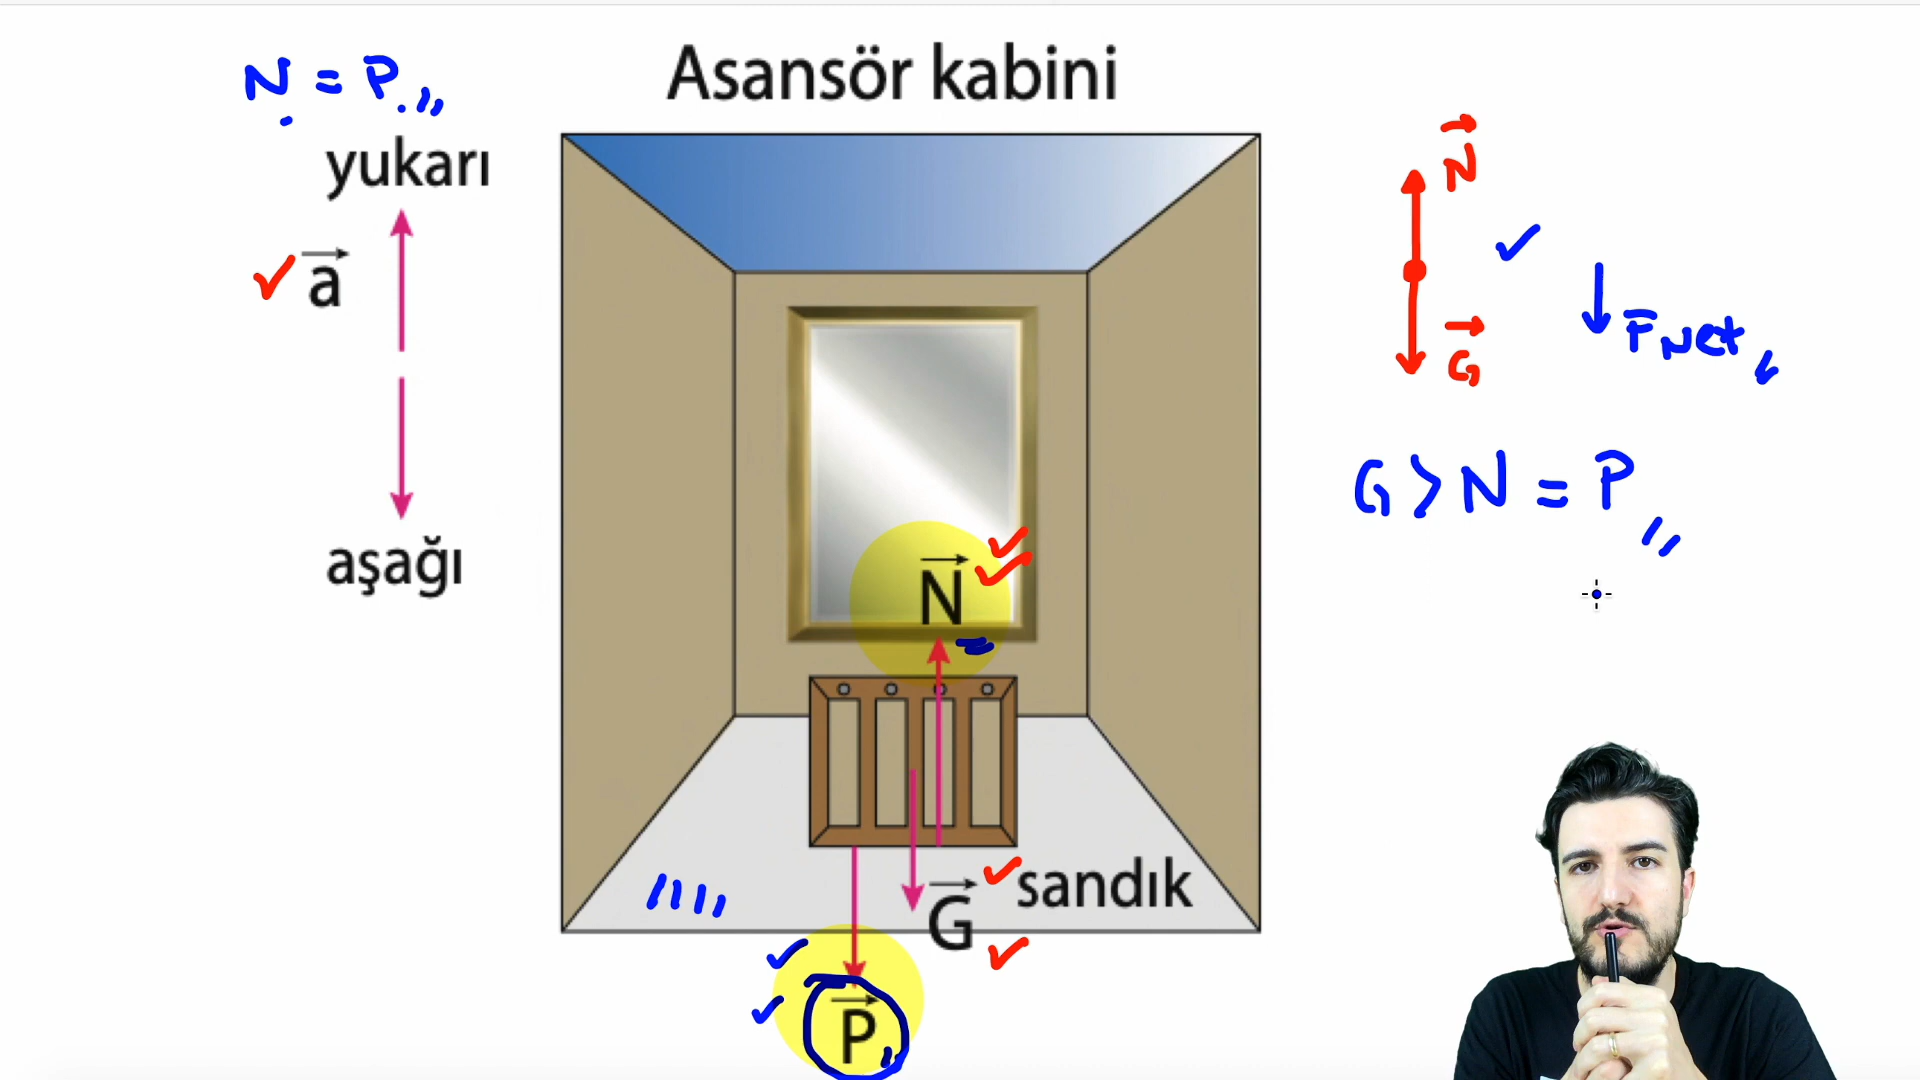 N = P
Asansör kabini
yukarı
a
aşağı
N
G
F Net
G > N = P
N
G
sandık
P